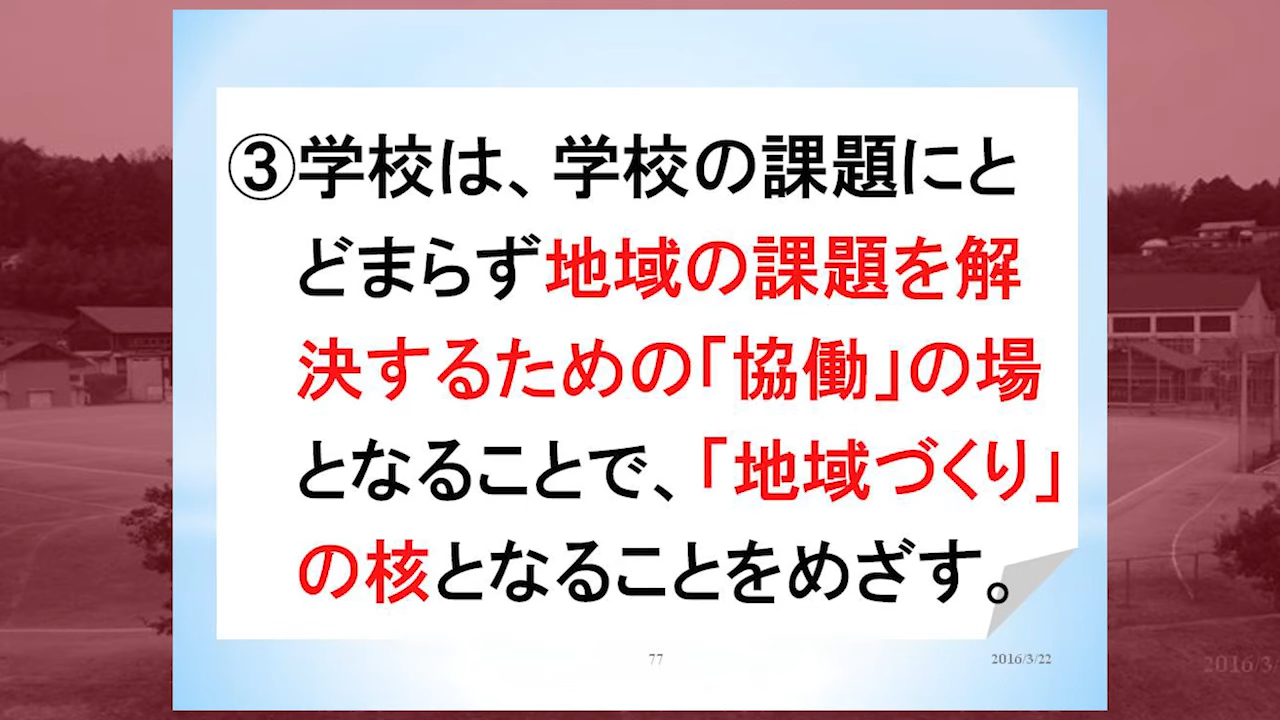 ③学校は、学校の課題にと
どまらず地域の課題を解
決するための「協働」の場
となることで、「地域づくり」
の核となることをめざす。
77
2016/3/22
2016/3/